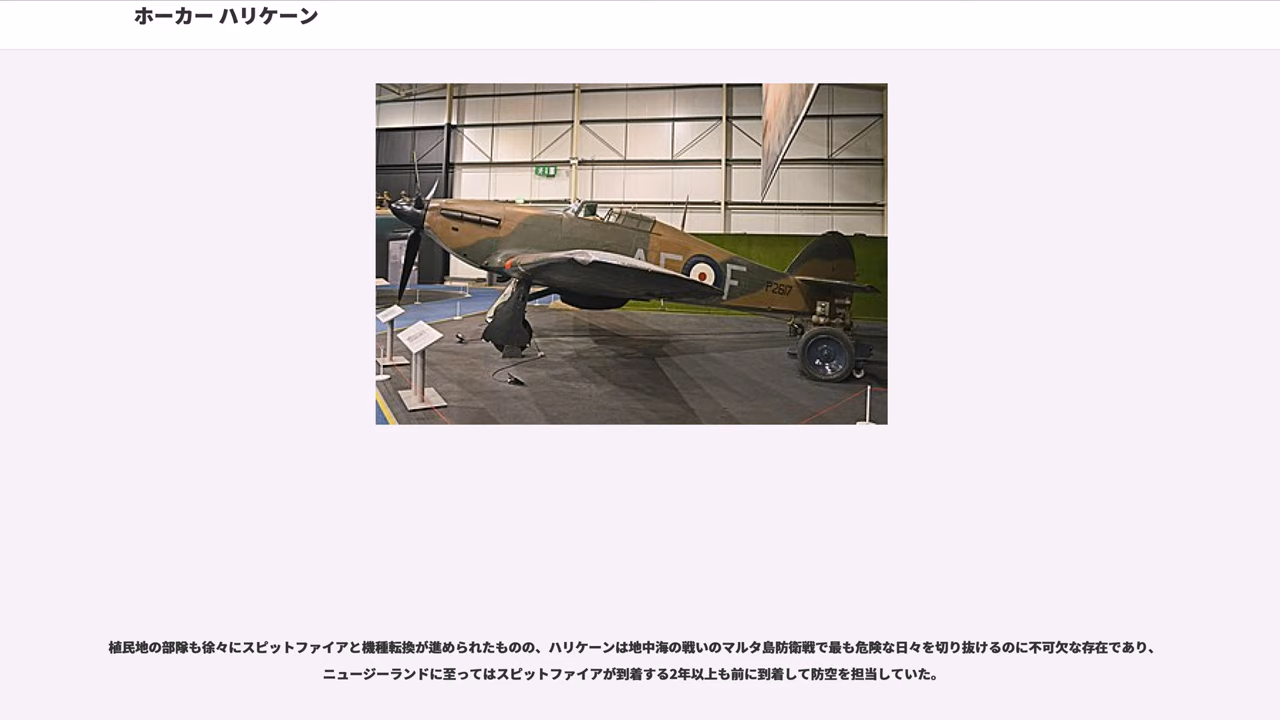 ホーカー ハリケーン
AF F
P2617
植民地の部隊も徐々にスピットファイアと機種転換が進められたものの、ハリケーンは地中海の戦いのマルタ島防衛戦で最も危険な日々を切り抜けるのに不可欠な存在であり、
ニュージーランドに至ってはスピットファイアが到着する2年以上も前に到着して防空を担当していた。